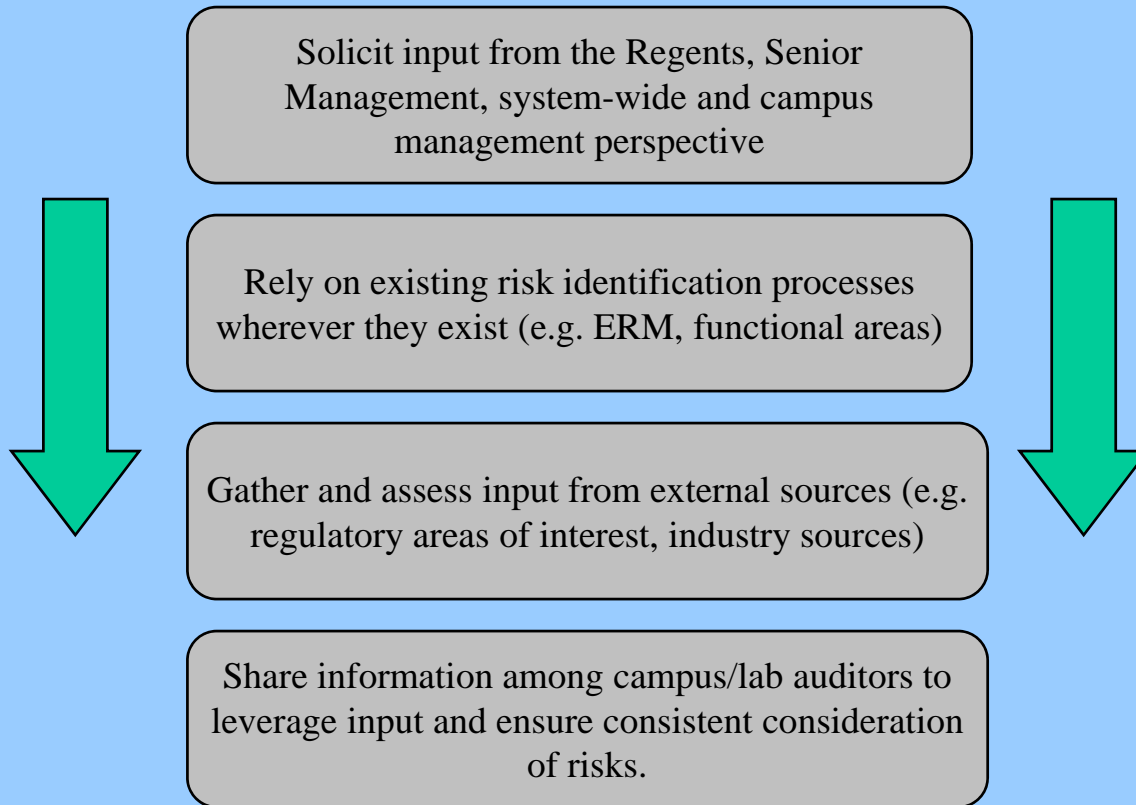 Solicit input from the Regents, Senior
Management, system-wide and campus
management perspective
Rely on existing risk identification processes
wherever they exist (e.g. ERM, functional areas)
Gather and assess input from external sources (e.g.
regulatory areas of interest, industry sources)
Share information among campus/lab auditors to
leverage input and ensure consistent consideration
of risks.